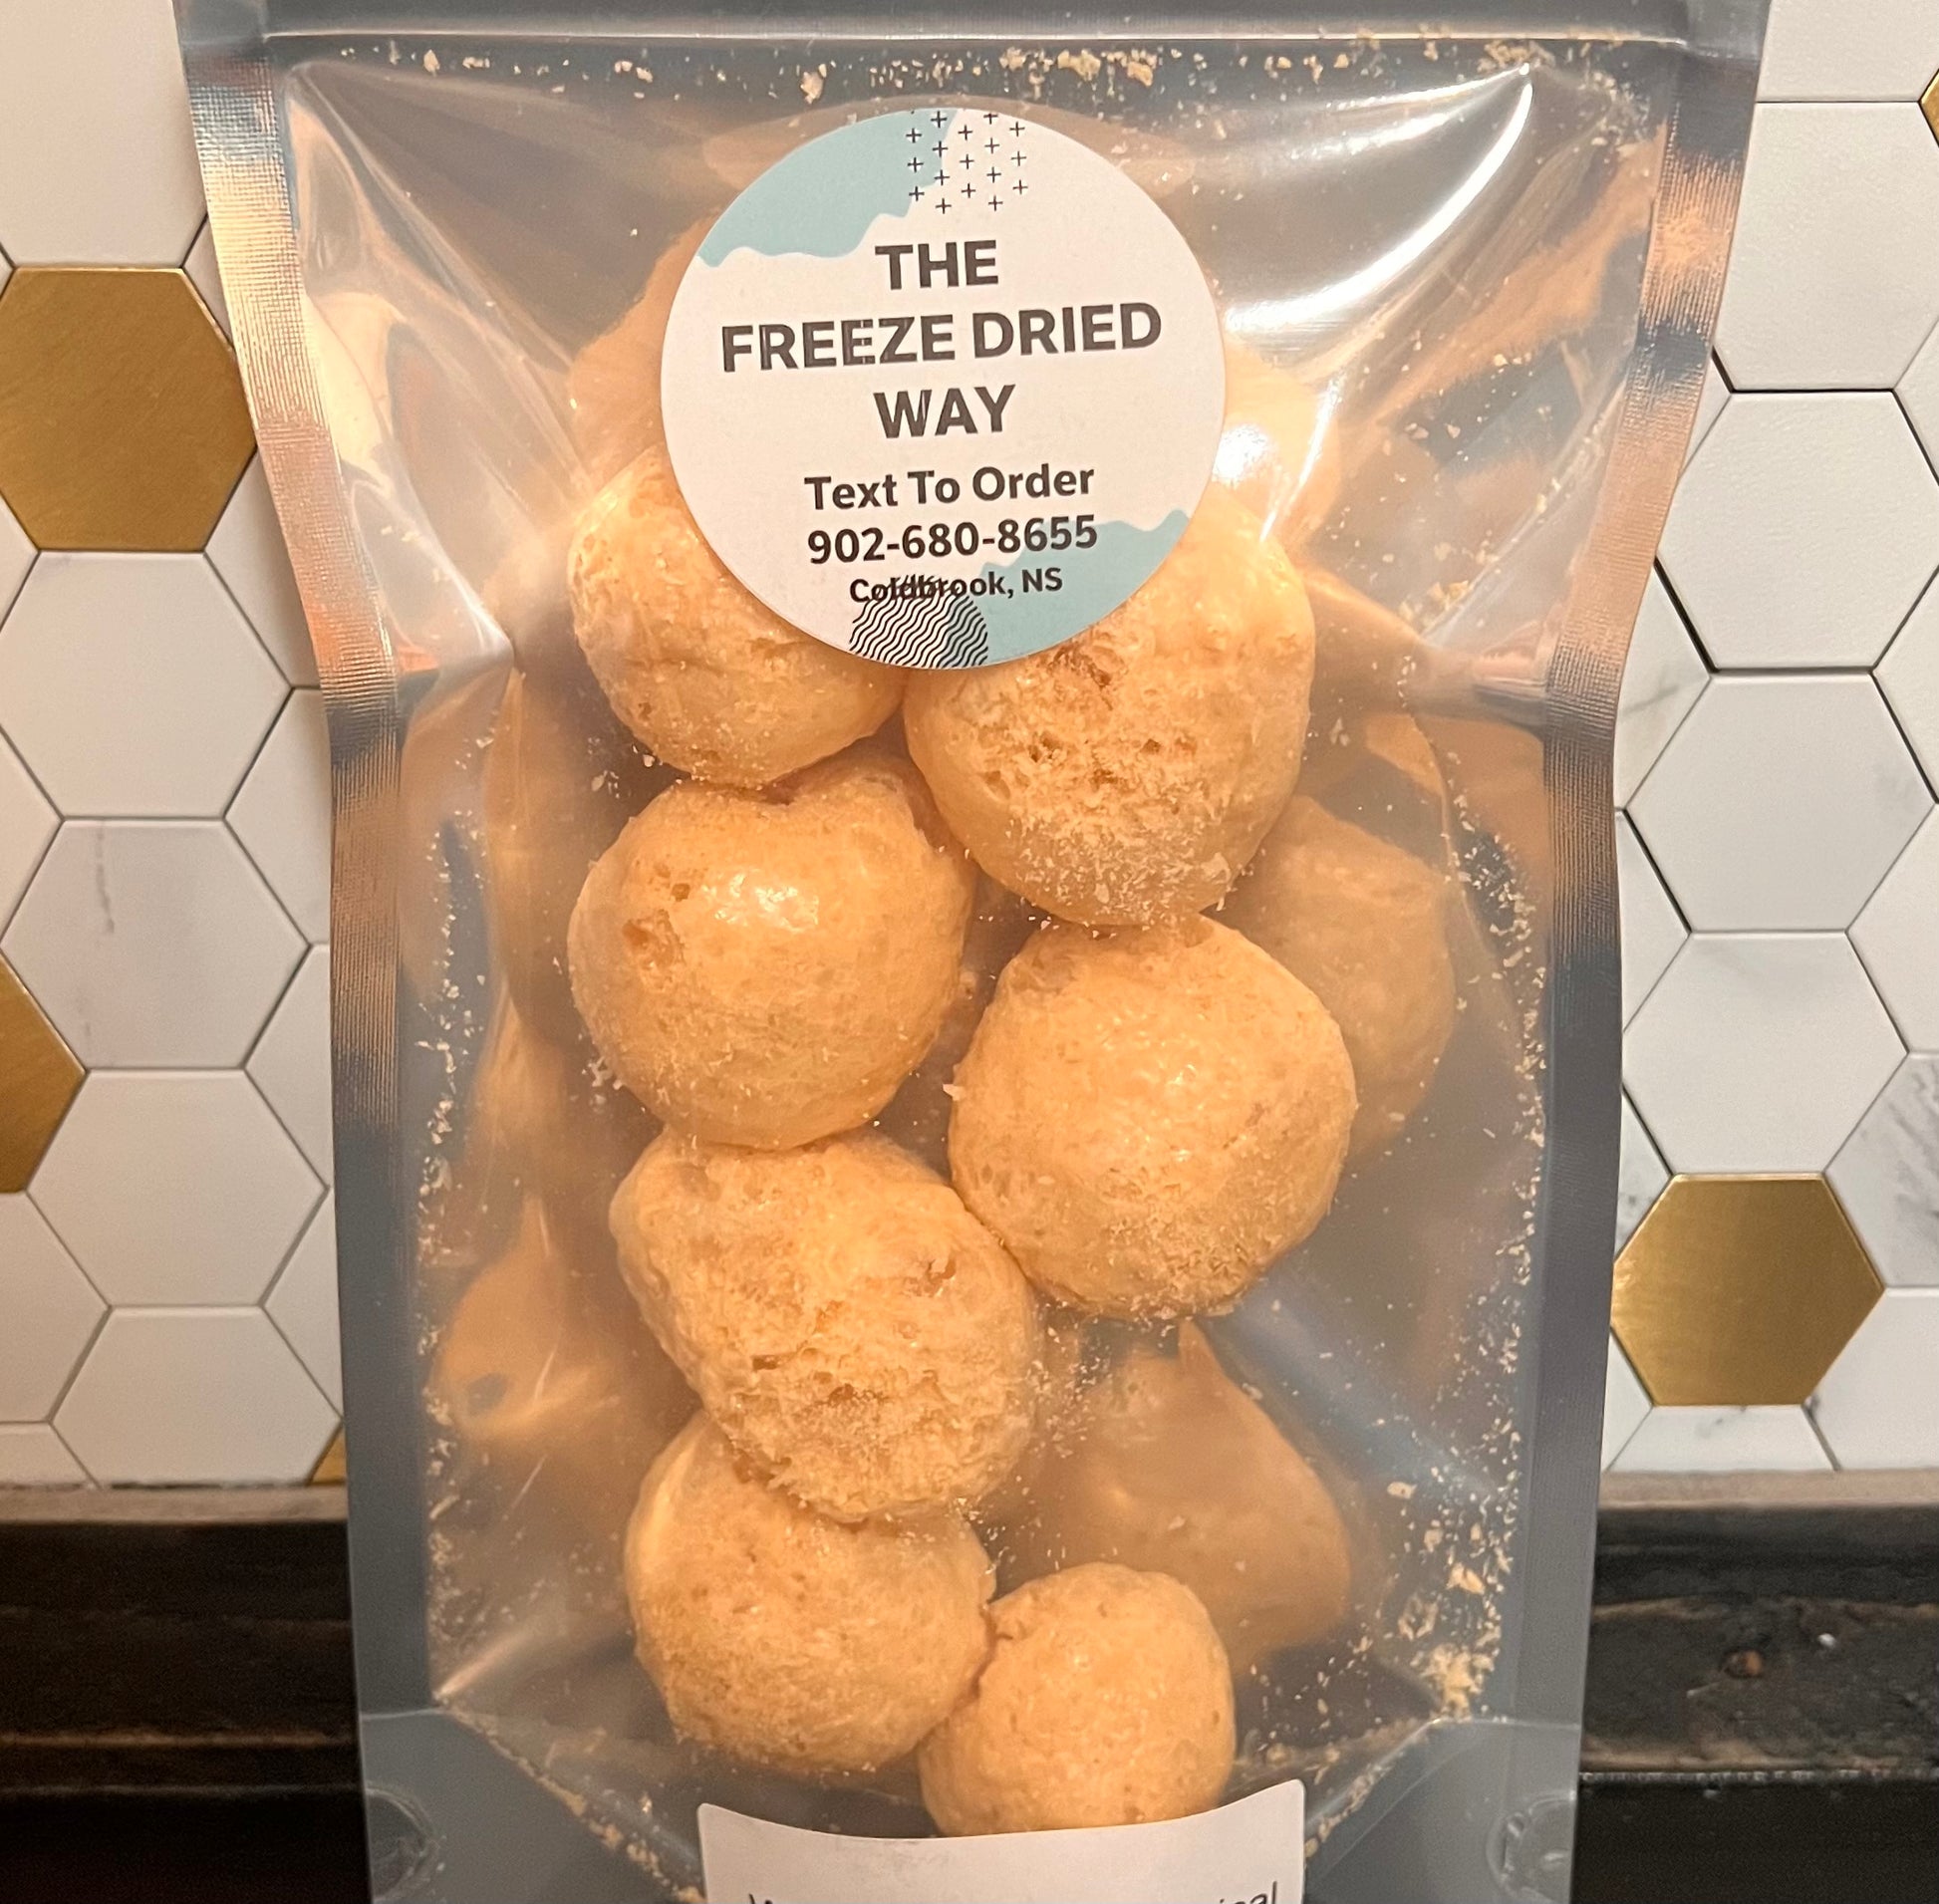 THE
FREEZE DRIED
WAY
Text To Order
902-680-8655
Coldbrook, NS